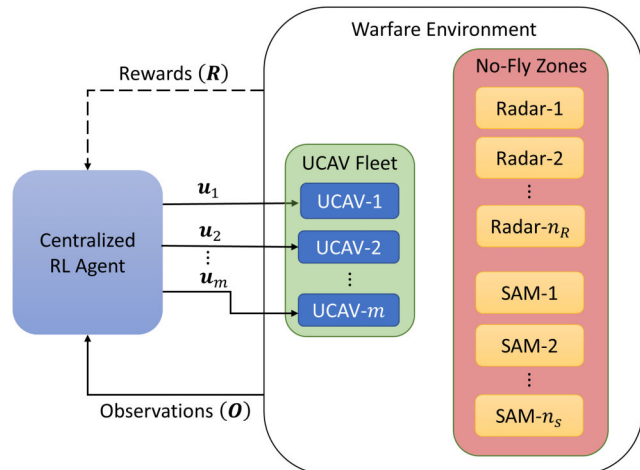 Warfare Environment
Rewards (R)
No-Fly Zones
Radar-1
Radar-2
⋮
Radar-n_R
SAM-1
SAM-2
⋮
SAM-n_s
UCAV Fleet
UCAV-1
UCAV-2
⋮
UCAV-m
u_1
u_2
⋮
u_m
Centralized
RL Agent
Observations (O)